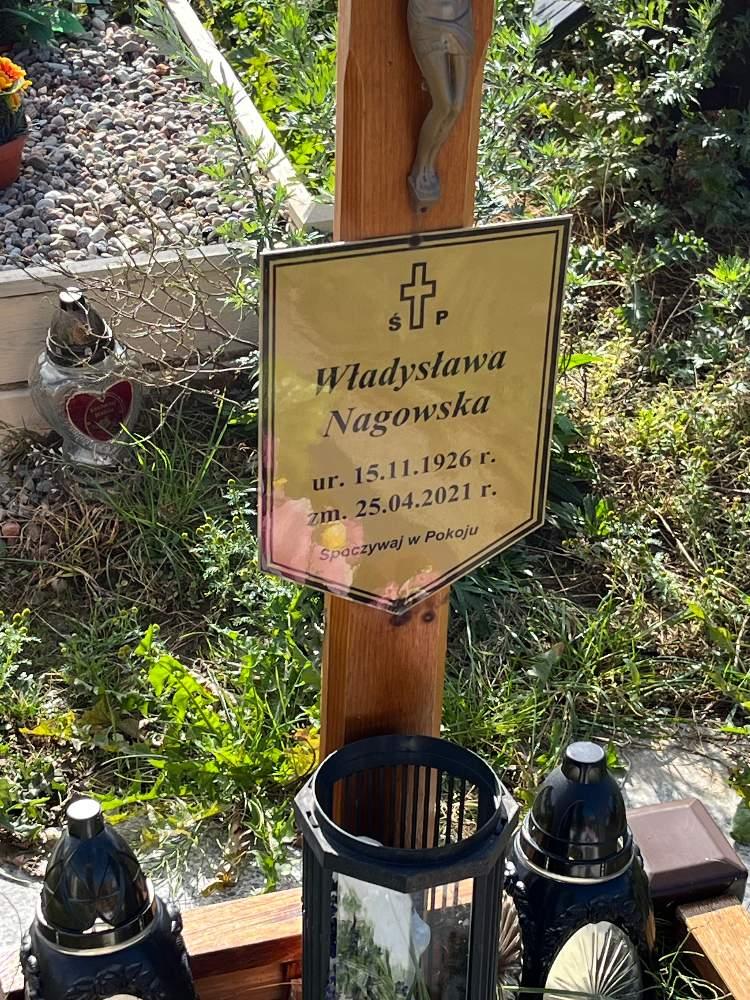 Ś P
Władysława
Nagowska
ur. 15.11.1926 r.
zm. 25.04.2021 r.
Spoczywaj w Pokoju